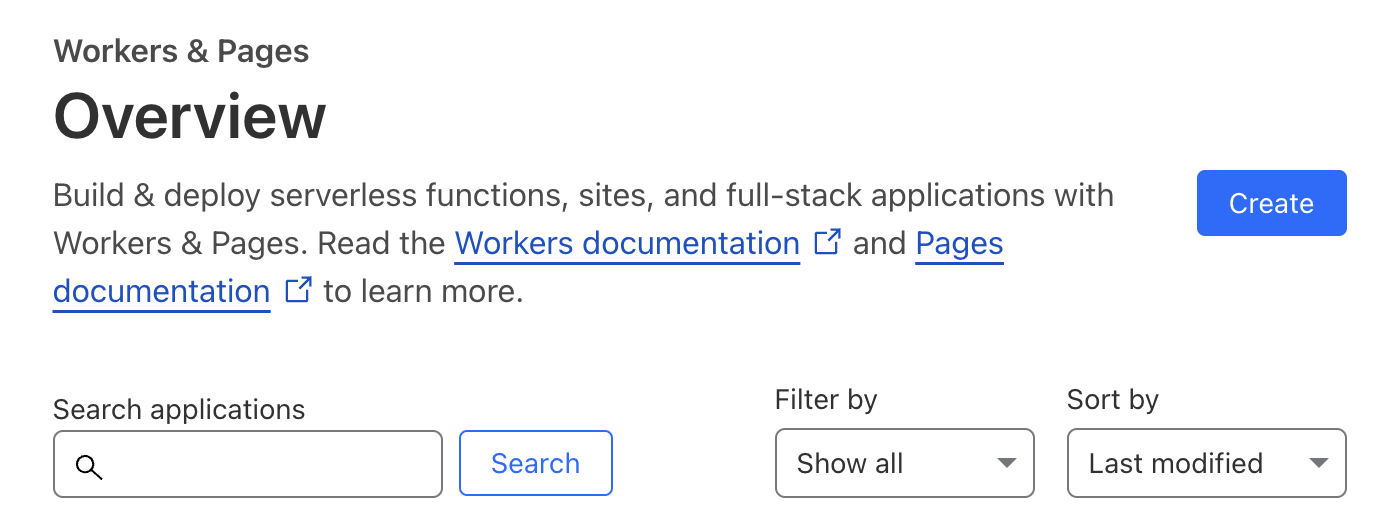 Workers & Pages
Overview
Build & deploy serverless functions, sites, and full-stack applications with
Workers & Pages. Read the Workers documentation and Pages
documentation to learn more.
Create
Search applications
Search
Filter by
Show all
Sort by
Last modified